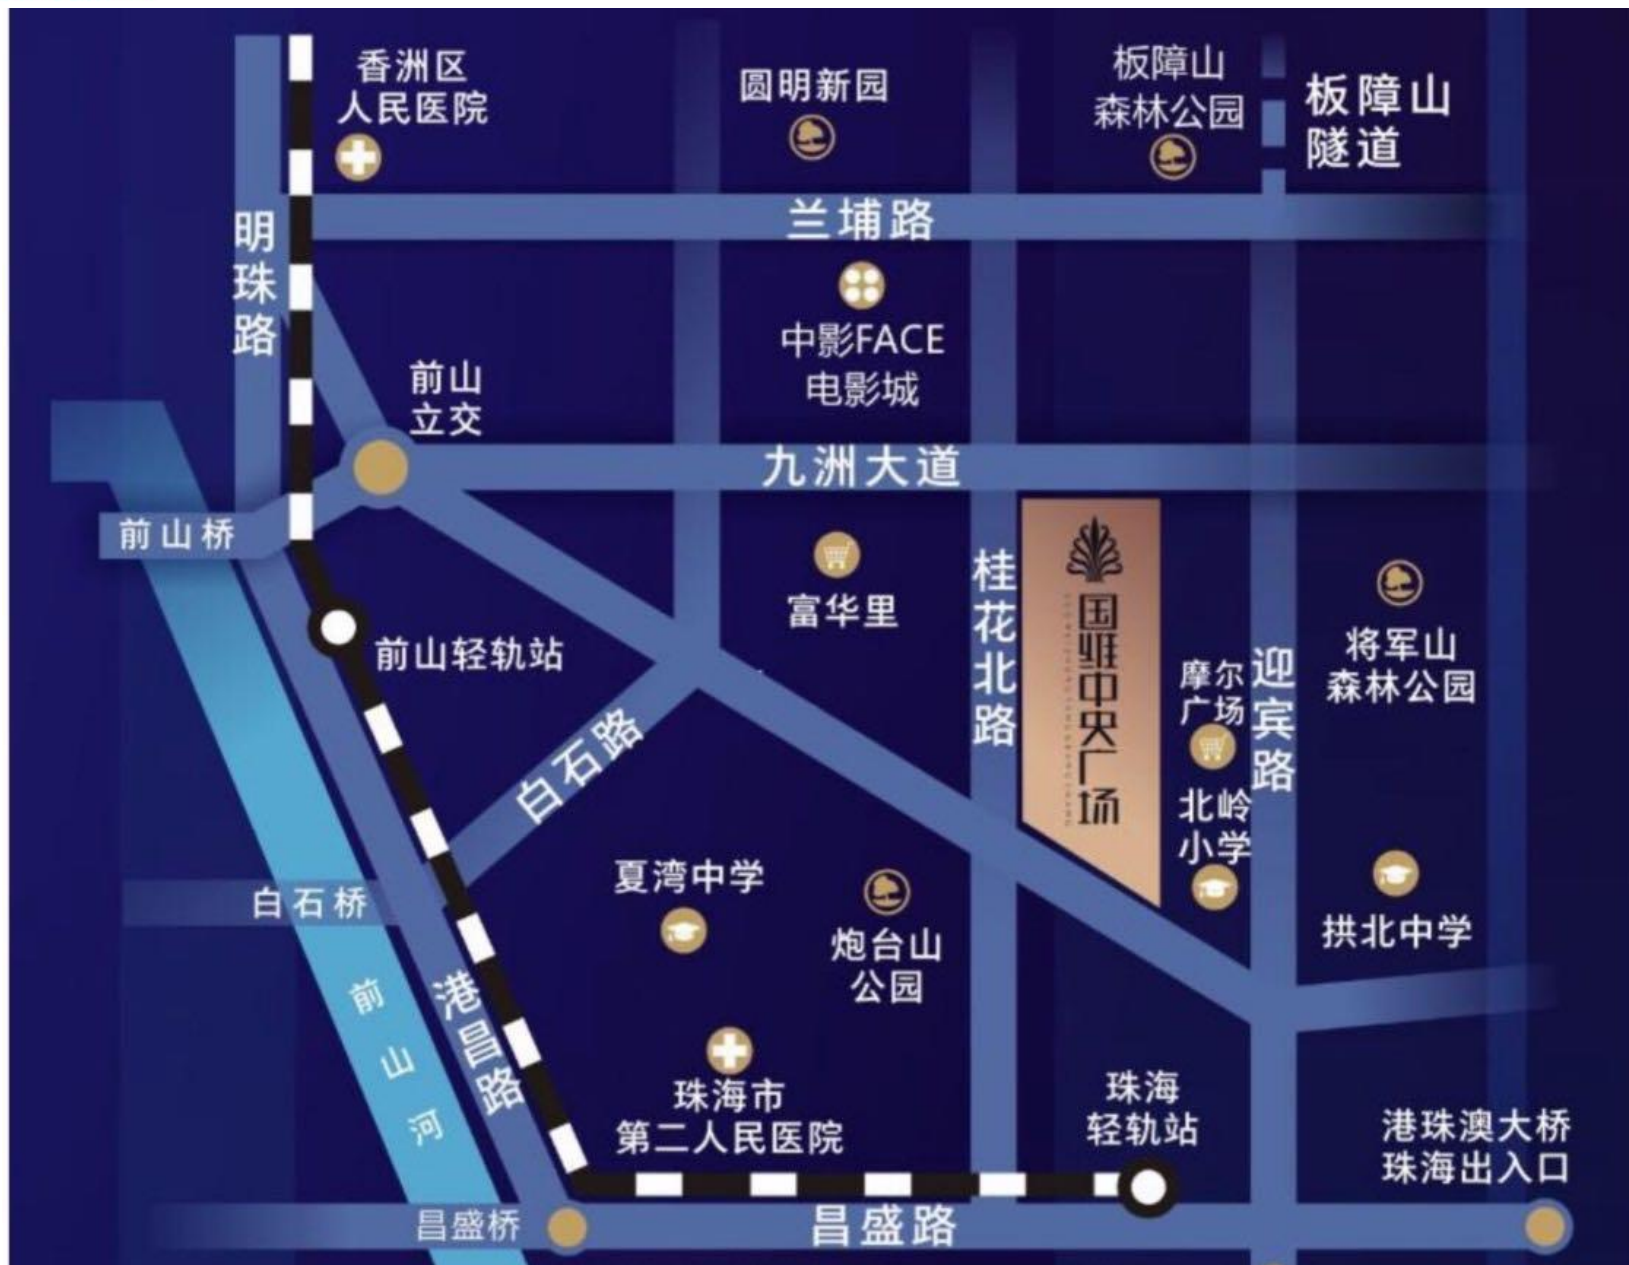 香洲区
人民医院
圆明新园
板障山
森林公园
板障山
隧道
兰埔路
明珠路
中影FACE
电影城
前山
立交
九洲大道
前山桥
富华里
桂花北路
国维中央广场
将军山
森林公园
前山轻轨站
摩尔
广场
迎宾路
白石路
北岭
小学
夏湾中学
白石桥
炮台山
公园
拱北中学
前山河
港昌路
珠海市
第二人民医院
珠海
轻轨站
港珠澳大桥
珠海出入口
昌盛桥
昌盛路